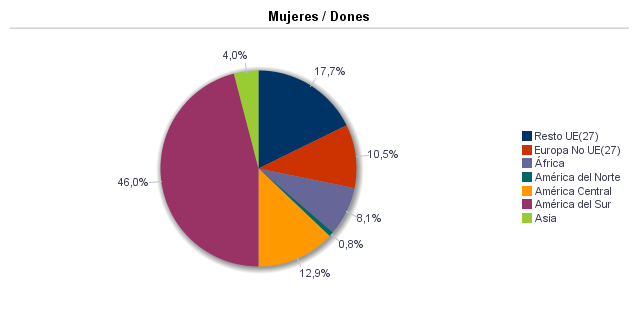 Mujeres / Dones
4,0%
17,7%
10,5%
46,0%
8,1%
0,8%
12,9%
Resto UE(27)
Europa No UE(27)
África
América del Norte
América Central
América del Sur
Asia